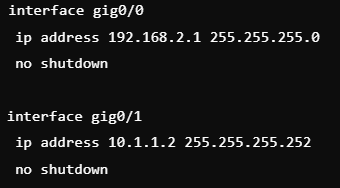 interface gig0/0
ip address 192.168.2.1 255.255.255.0
no shutdown
interface gig0/1
ip address 10.1.1.2 255.255.255.252
no shutdown